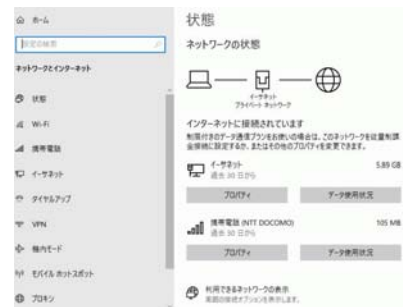 ホーム
設定の検索
ネットワークとインターネット
状態
Wi-Fi
携帯電話
イーサネット
ダイヤルアップ
VPN
機内モード
モバイル ホットスポット
プロキシ
状態
ネットワークの状態
イーサネット
プライベート ネットワーク
インターネットに接続されています
制限付きのデータ通信プランをお使いの場合は、このネットワークを従量制課
金接続に設定するか、またはその他のプロパティを変更できます。
イーサネット
過去 30 日から
5.89 GB
プロパティ
データ使用状況
携帯電話 (NTT DOCOMO)
過去 30 日から
105 MB
プロパティ
データ使用状況
利用できるネットワークの表示
周囲の接続オプションを表示します。